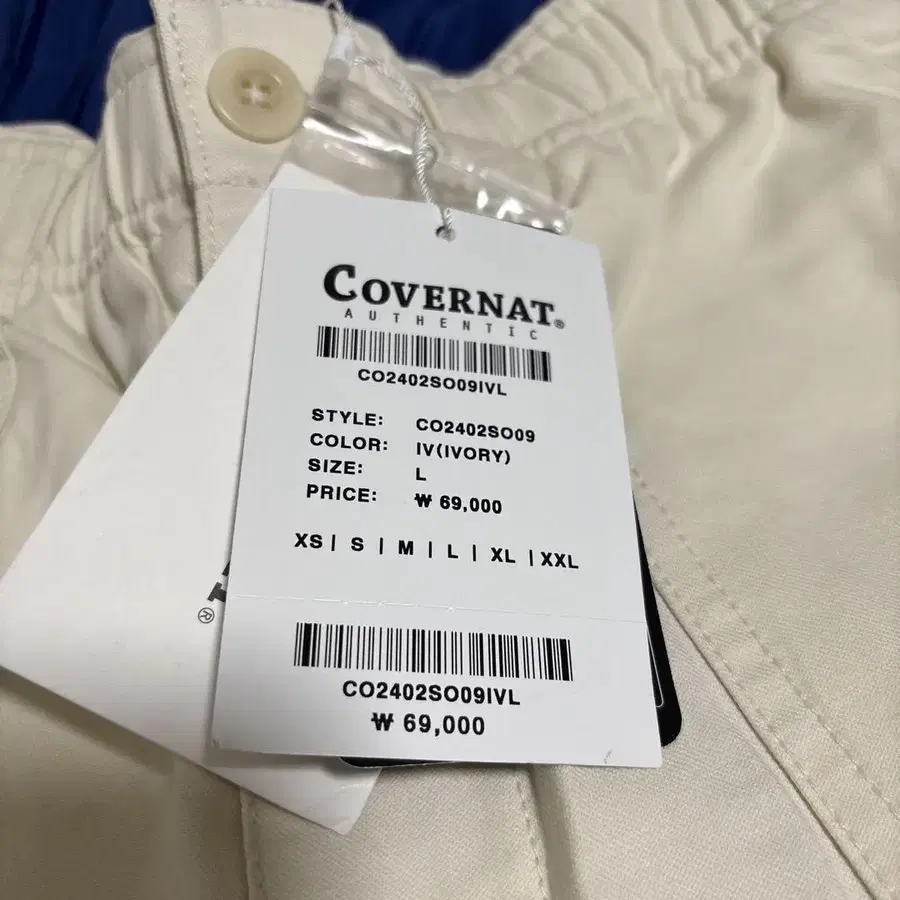 COVERNAT®
AUTHENTIC
CO2402SO09IVL
STYLE: CO2402SO09
COLOR: IV(IVORY)
SIZE: L
PRICE: ₩ 69,000
XS | S | M | L | XL | XXL
CO2402SO09IVL
₩ 69,000
®